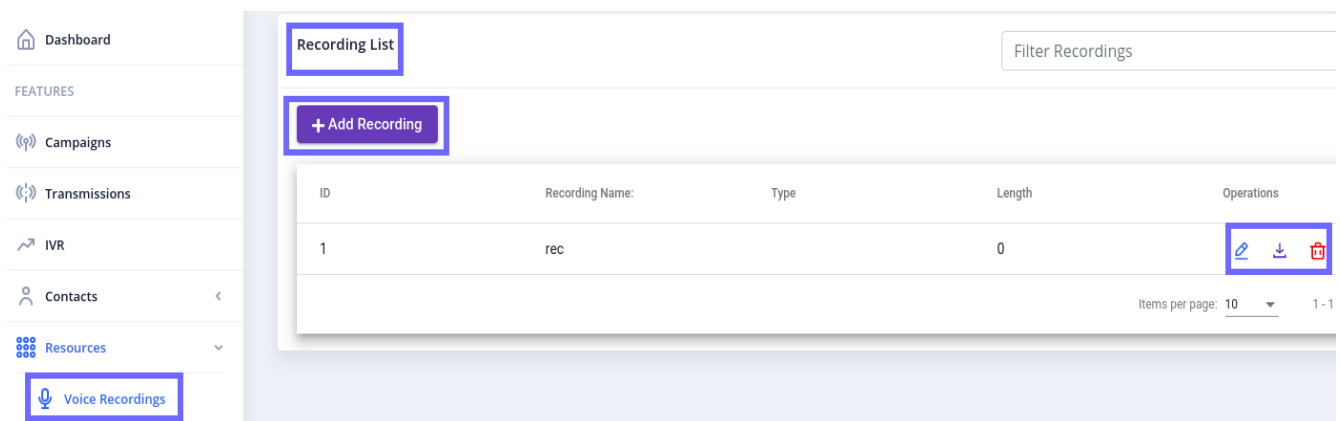 Dashboard
FEATURES
Campaigns
Transmissions
IVR
Contacts
Resources
Voice Recordings
Recording List
Filter Recordings
+ Add Recording
ID Recording Name: Type Length Operations
1 rec 0
Items per page: 10 1 - 1